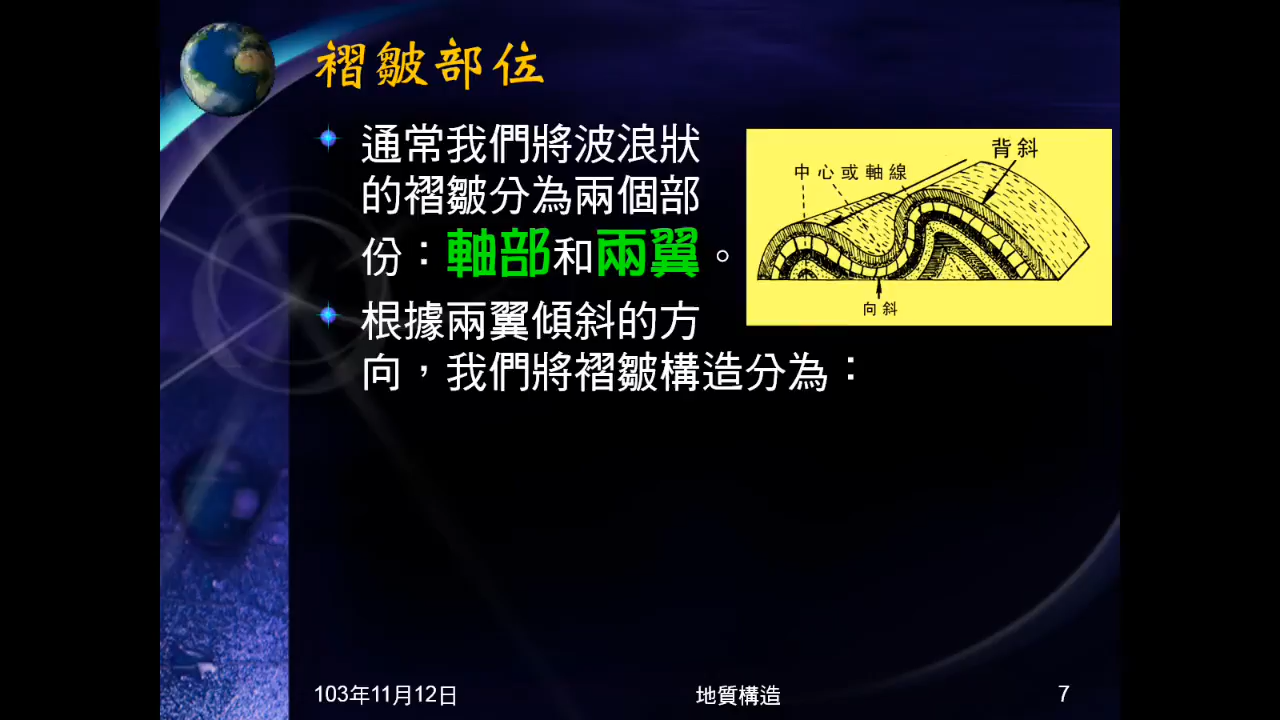 褶皺部位
通常我們將波浪狀
的褶皺分為兩個部
份：軸部和兩翼。
根據兩翼傾斜的方
向，我們將褶皺構造分為：
背斜
中心或軸線
向斜
103年11月12日
地質構造
7